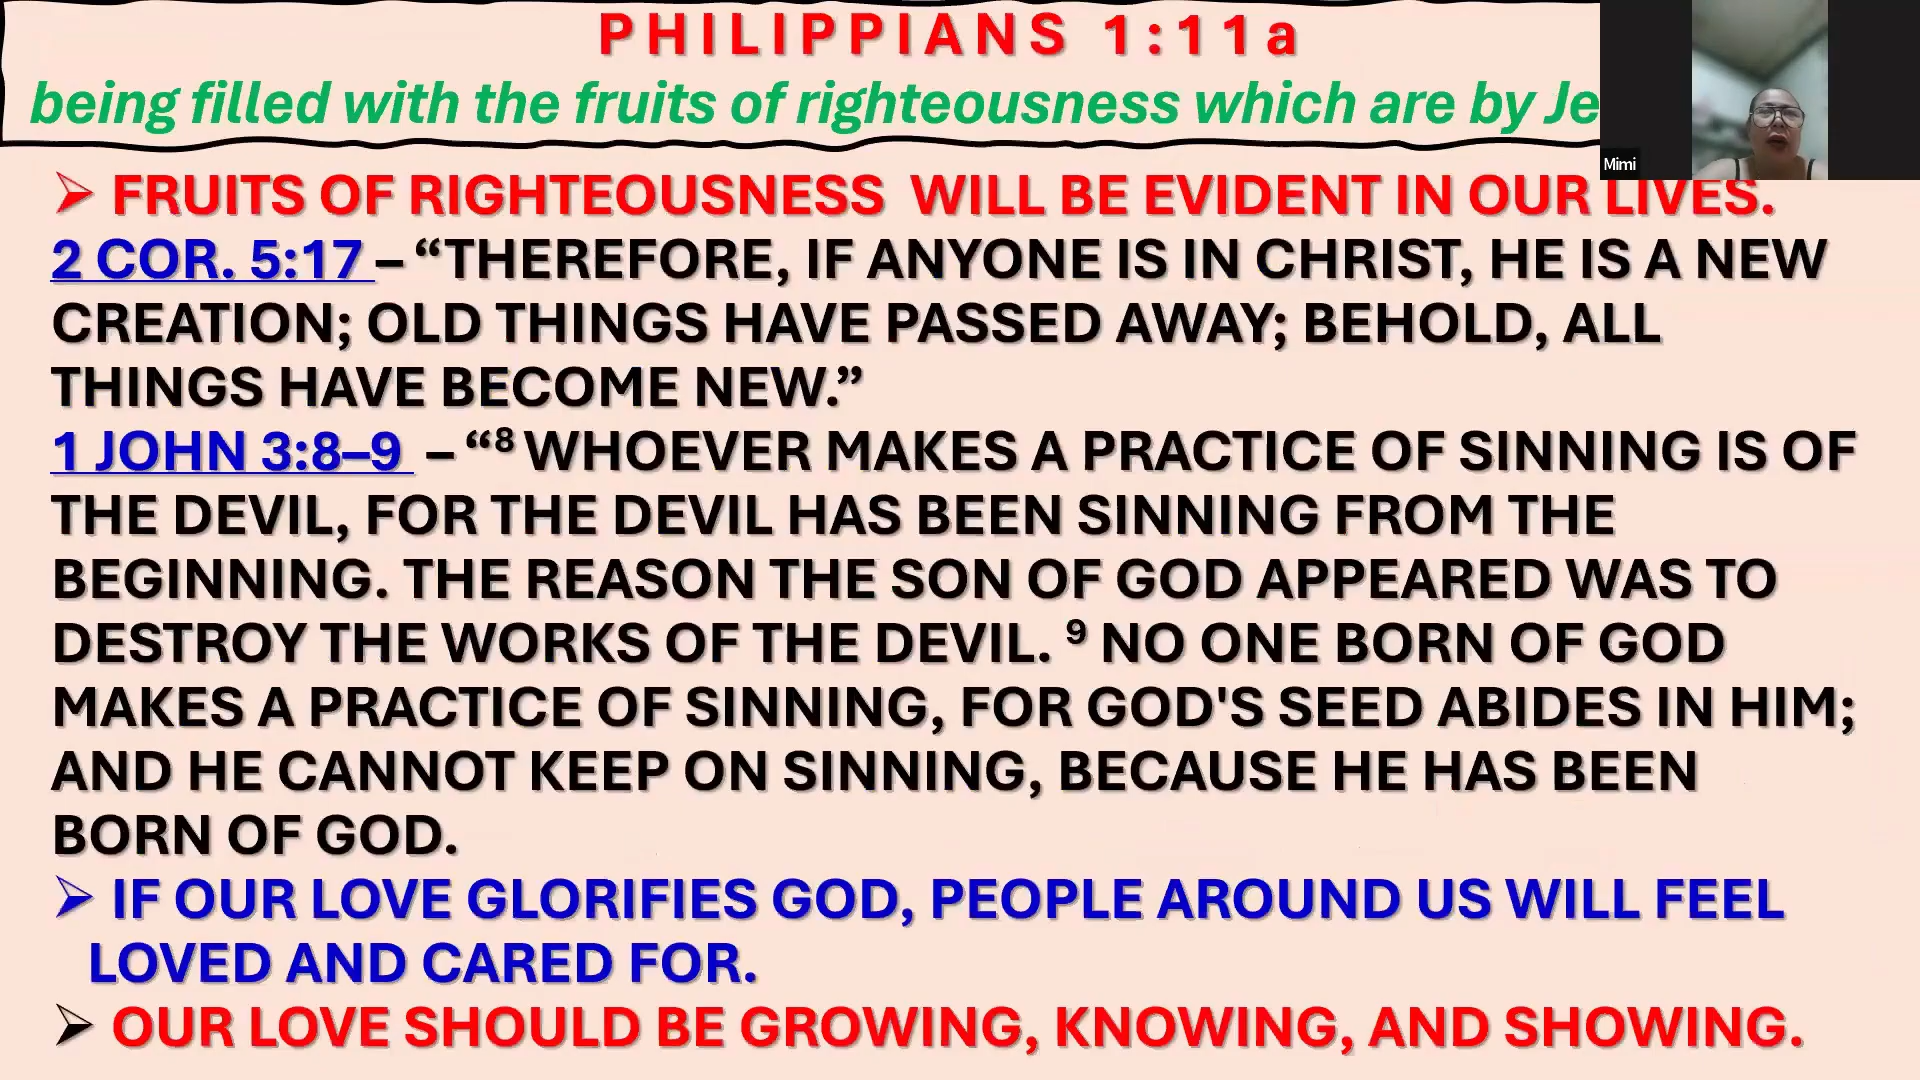 PHILIPPIANS 1:11a
being filled with the fruits of righteousness which are by Je
Mimi
➢ FRUITS OF RIGHTEOUSNESS WILL BE EVIDENT IN OUR LIVES.
2 COR. 5:17 – “THEREFORE, IF ANYONE IS IN CHRIST, HE IS A NEW
CREATION; OLD THINGS HAVE PASSED AWAY; BEHOLD, ALL
THINGS HAVE BECOME NEW.”
1 JOHN 3:8–9 – “⁸ WHOEVER MAKES A PRACTICE OF SINNING IS OF
THE DEVIL, FOR THE DEVIL HAS BEEN SINNING FROM THE
BEGINNING. THE REASON THE SON OF GOD APPEARED WAS TO
DESTROY THE WORKS OF THE DEVIL. ⁹ NO ONE BORN OF GOD
MAKES A PRACTICE OF SINNING, FOR GOD'S SEED ABIDES IN HIM;
AND HE CANNOT KEEP ON SINNING, BECAUSE HE HAS BEEN
BORN OF GOD.
➢ IF OUR LOVE GLORIFIES GOD, PEOPLE AROUND US WILL FEEL
LOVED AND CARED FOR.
➢ OUR LOVE SHOULD BE GROWING, KNOWING, AND SHOWING.